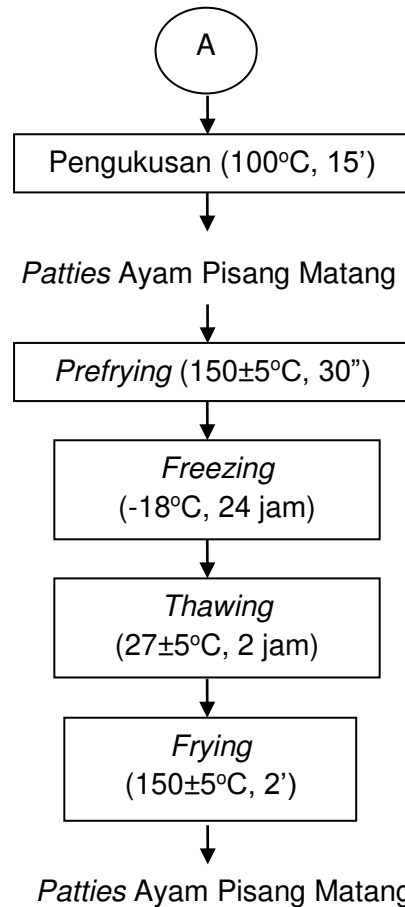 A
Pengukusan (100°C, 15’)
Patties Ayam Pisang Matang
Prefrying (150±5°C, 30”)
Freezing
(-18°C, 24 jam)
Thawing
(27±5°C, 2 jam)
Frying
(150±5°C, 2’)
Patties Ayam Pisang Matang